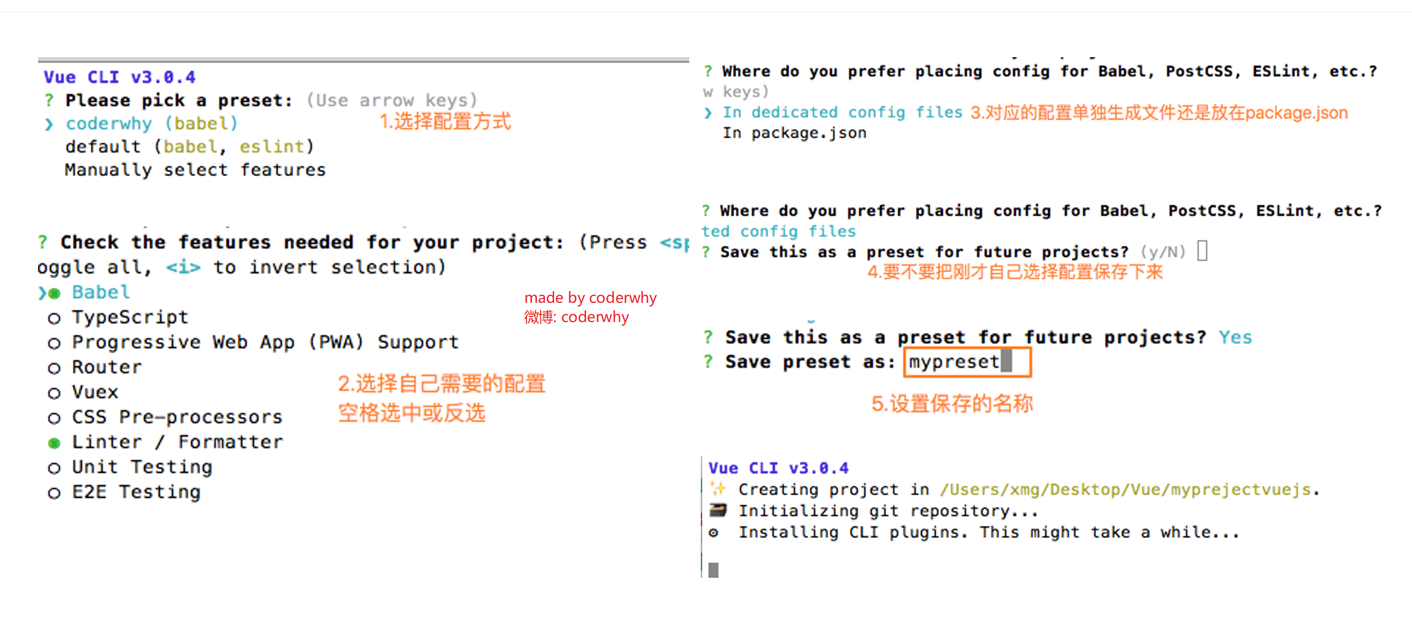 Vue CLI v3.0.4
? Please pick a preset: (Use arrow keys)
❯ coderwhy (babel)
1.选择配置方式
default (babel, eslint)
Manually select features
? Check the features needed for your project: (Press <sp
oggle all, <i> to invert selection)
❯◉ Babel
○ TypeScript
○ Progressive Web App (PWA) Support
○ Router
○ Vuex
○ CSS Pre-processors
◉ Linter / Formatter
○ Unit Testing
○ E2E Testing
made by coderwhy
微博: coderwhy
2.选择自己需要的配置
空格选中或反选
? Where do you prefer placing config for Babel, PostCSS, ESLint, etc.?
w keys)
❯ In dedicated config files 3.对应的配置单独生成文件还是放在package.json
In package.json
? Where do you prefer placing config for Babel, PostCSS, ESLint, etc.?
ted config files
? Save this as a preset for future projects? (y/N)
4.要不要把刚才自己选择配置保存下来
? Save this as a preset for future projects? Yes
? Save preset as: mypreset
5.设置保存的名称
Vue CLI v3.0.4
✨ Creating project in /Users/xmg/Desktop/Vue/myprejectvuejs.
🗃 Initializing git repository...
⚙ Installing CLI plugins. This might take a while...